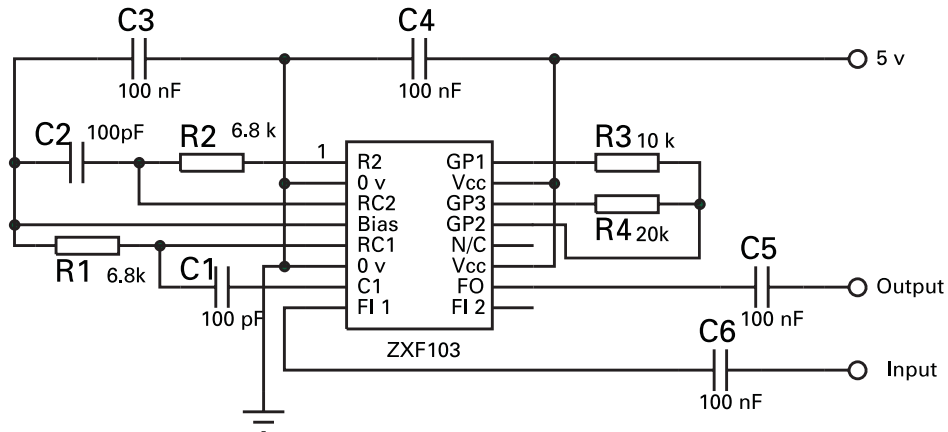 C3
100 nF
C4
100 nF
5 v
C2
100pF
R2
6.8 k
1
R1
6.8k
C1
100 pF
R2
0 v
RC2
Bias
RC1
0 v
C1
FI 1
GP1
Vcc
GP3
GP2
N/C
Vcc
FO
FI 2
ZXF103
R3
10 k
R4
20k
C5
100 nF
Output
C6
100 nF
Input